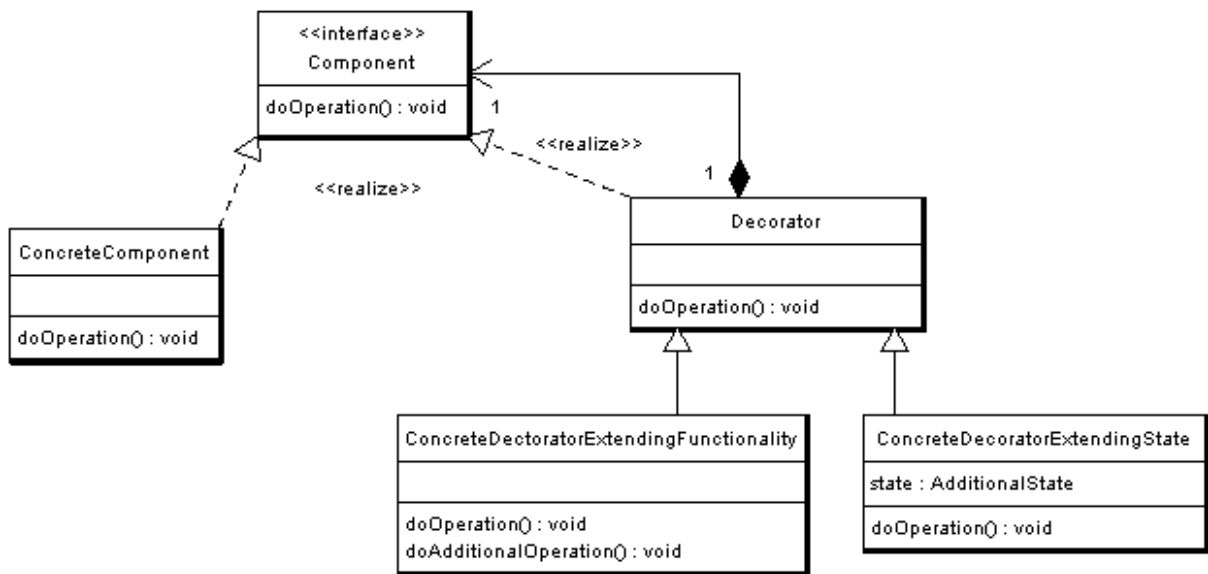 <<interface>>
Component
doOperation() : void
1
<<realize>>
<<realize>>
1
ConcreteComponent
doOperation() : void
Decorator
doOperation() : void
ConcreteDectoratorExtendingFunctionality
doOperation() : void
doAdditionalOperation() : void
ConcreteDecoratorExtendingState
state : AdditionalState
doOperation() : void